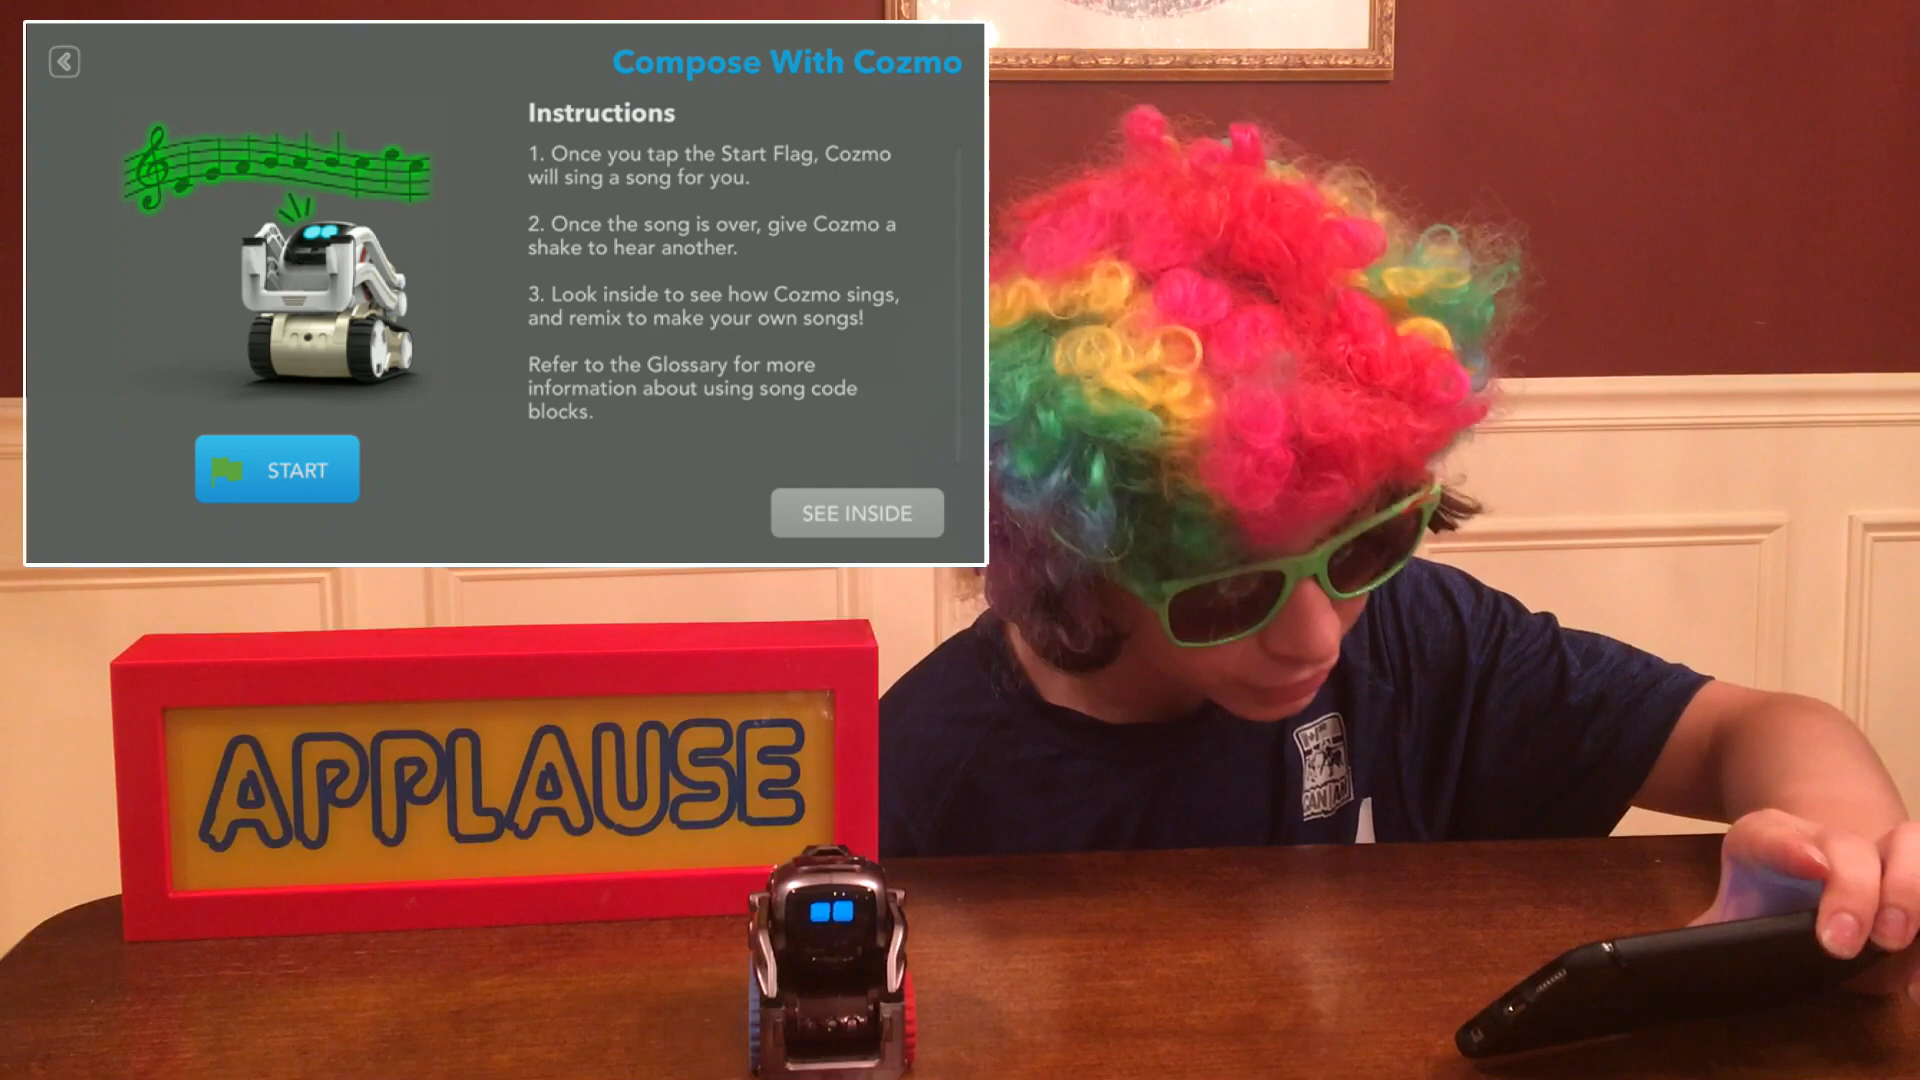 Compose With Cozmo
Instructions
1. Once you tap the Start Flag, Cozmo
will sing a song for you.
2. Once the song is over, give Cozmo a
shake to hear another.
3. Look inside to see how Cozmo sings,
and remix to make your own songs!
Refer to the Glossary for more
information about using song code
blocks.
START
SEE INSIDE
APPLAUSE
CAN AM